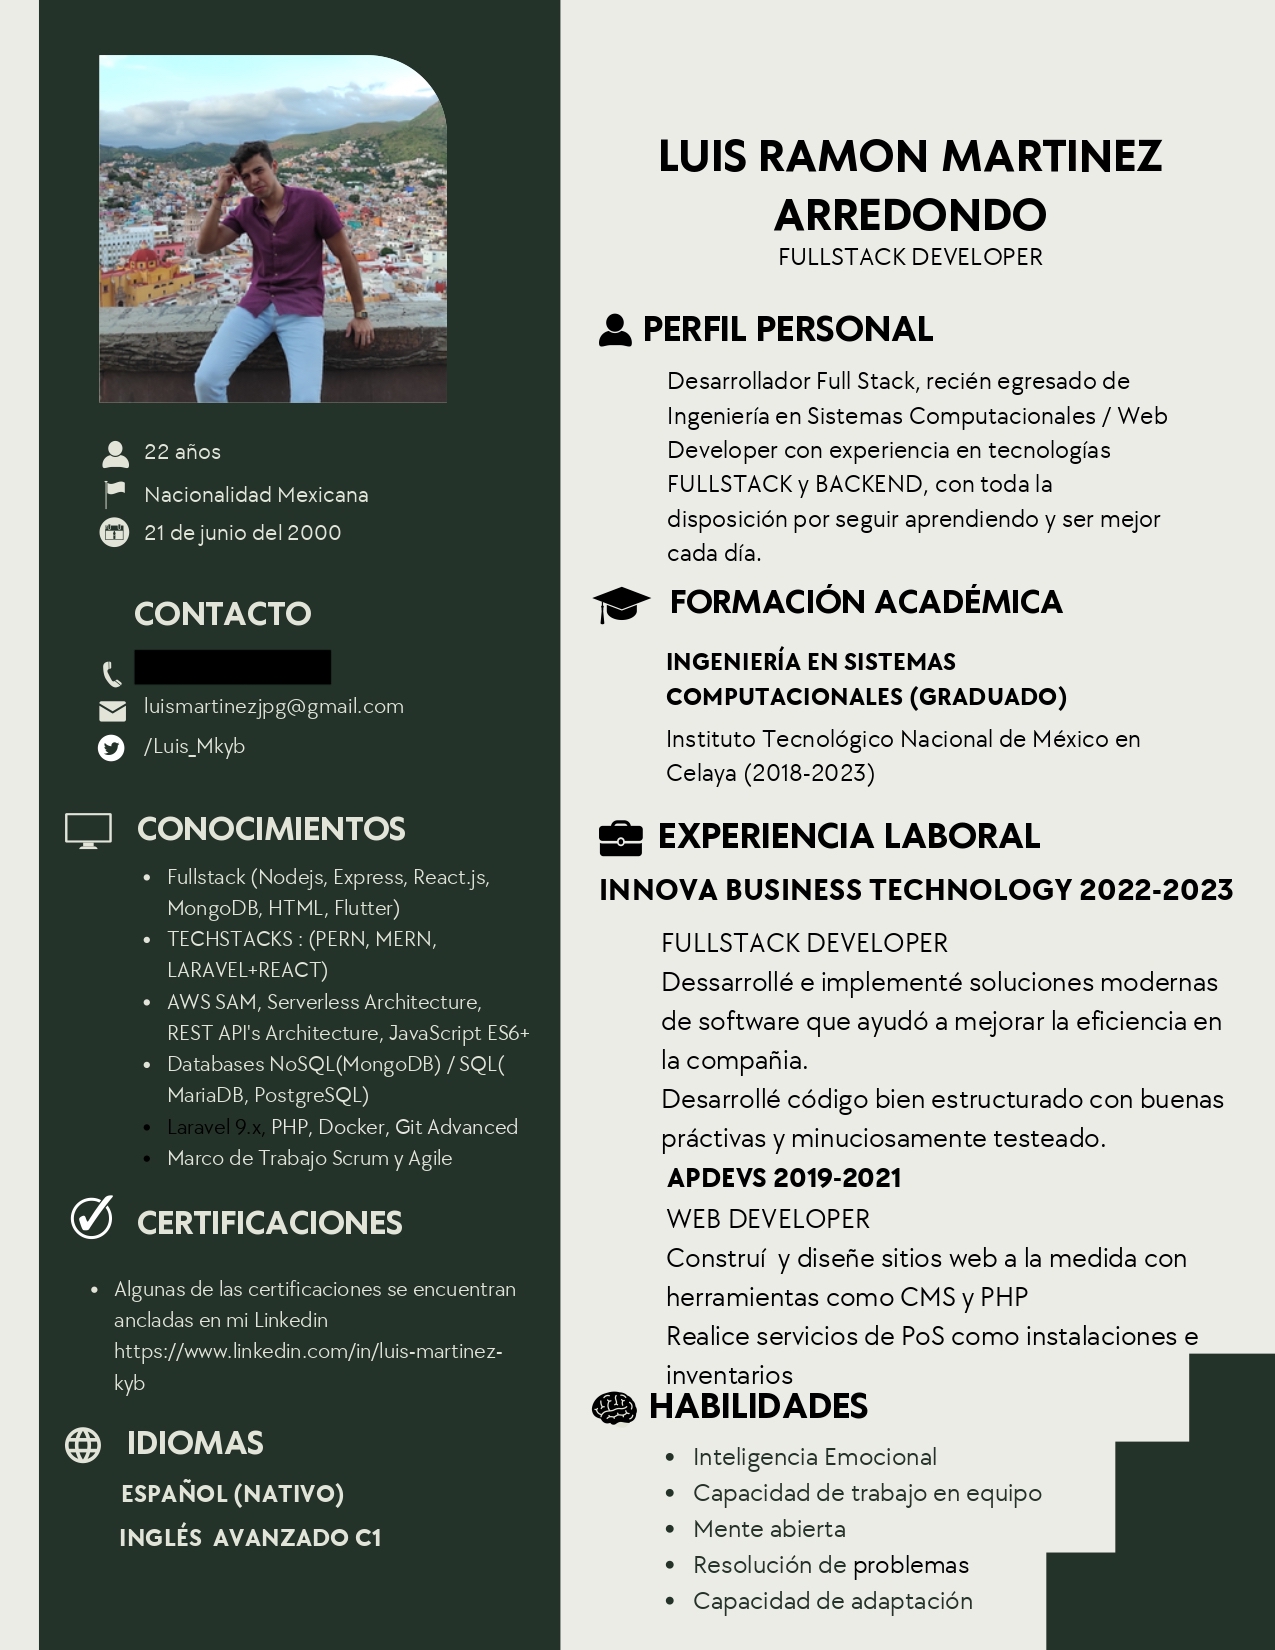 22 años
Nacionalidad Mexicana
21 de junio del 2000
CONTACTO
luismartinezjpg@gmail.com
/Luis_Mkyb
CONOCIMIENTOS
• Fullstack (Nodejs, Express, React.js,
MongoDB, HTML, Flutter)
• TECHSTACKS : (PERN, MERN,
LARAVEL+REACT)
• AWS SAM, Serverless Architecture,
REST API's Architecture, JavaScript ES6+
• Databases NoSQL(MongoDB) / SQL(
MariaDB, PostgreSQL)
• Laravel 9.x, PHP, Docker, Git Advanced
• Marco de Trabajo Scrum y Agile
CERTIFICACIONES
• Algunas de las certificaciones se encuentran
ancladas en mi Linkedin
https://www.linkedin.com/in/luis-martinez-
kyb
IDIOMAS
ESPAÑOL (NATIVO)
INGLÉS  AVANZADO C1
LUIS RAMON MARTINEZ
ARREDONDO
FULLSTACK DEVELOPER
PERFIL PERSONAL
Desarrollador Full Stack, recién egresado de
Ingeniería en Sistemas Computacionales / Web
Developer con experiencia en tecnologías
FULLSTACK y BACKEND, con toda la
disposición por seguir aprendiendo y ser mejor
cada día.
FORMACIÓN ACADÉMICA
INGENIERÍA EN SISTEMAS
COMPUTACIONALES (GRADUADO)
Instituto Tecnológico Nacional de México en
Celaya (2018-2023)
EXPERIENCIA LABORAL
INNOVA BUSINESS TECHNOLOGY 2022-2023
FULLSTACK DEVELOPER
Dessarrollé e implementé soluciones modernas
de software que ayudó a mejorar la eficiencia en
la compañia.
Desarrollé código bien estructurado con buenas
práctivas y minuciosamente testeado.
APDEVS 2019-2021
WEB DEVELOPER
Construí  y diseñe sitios web a la medida con
herramientas como CMS y PHP
Realice servicios de PoS como instalaciones e
inventarios
HABILIDADES
• Inteligencia Emocional
• Capacidad de trabajo en equipo
• Mente abierta
• Resolución de problemas
• Capacidad de adaptación